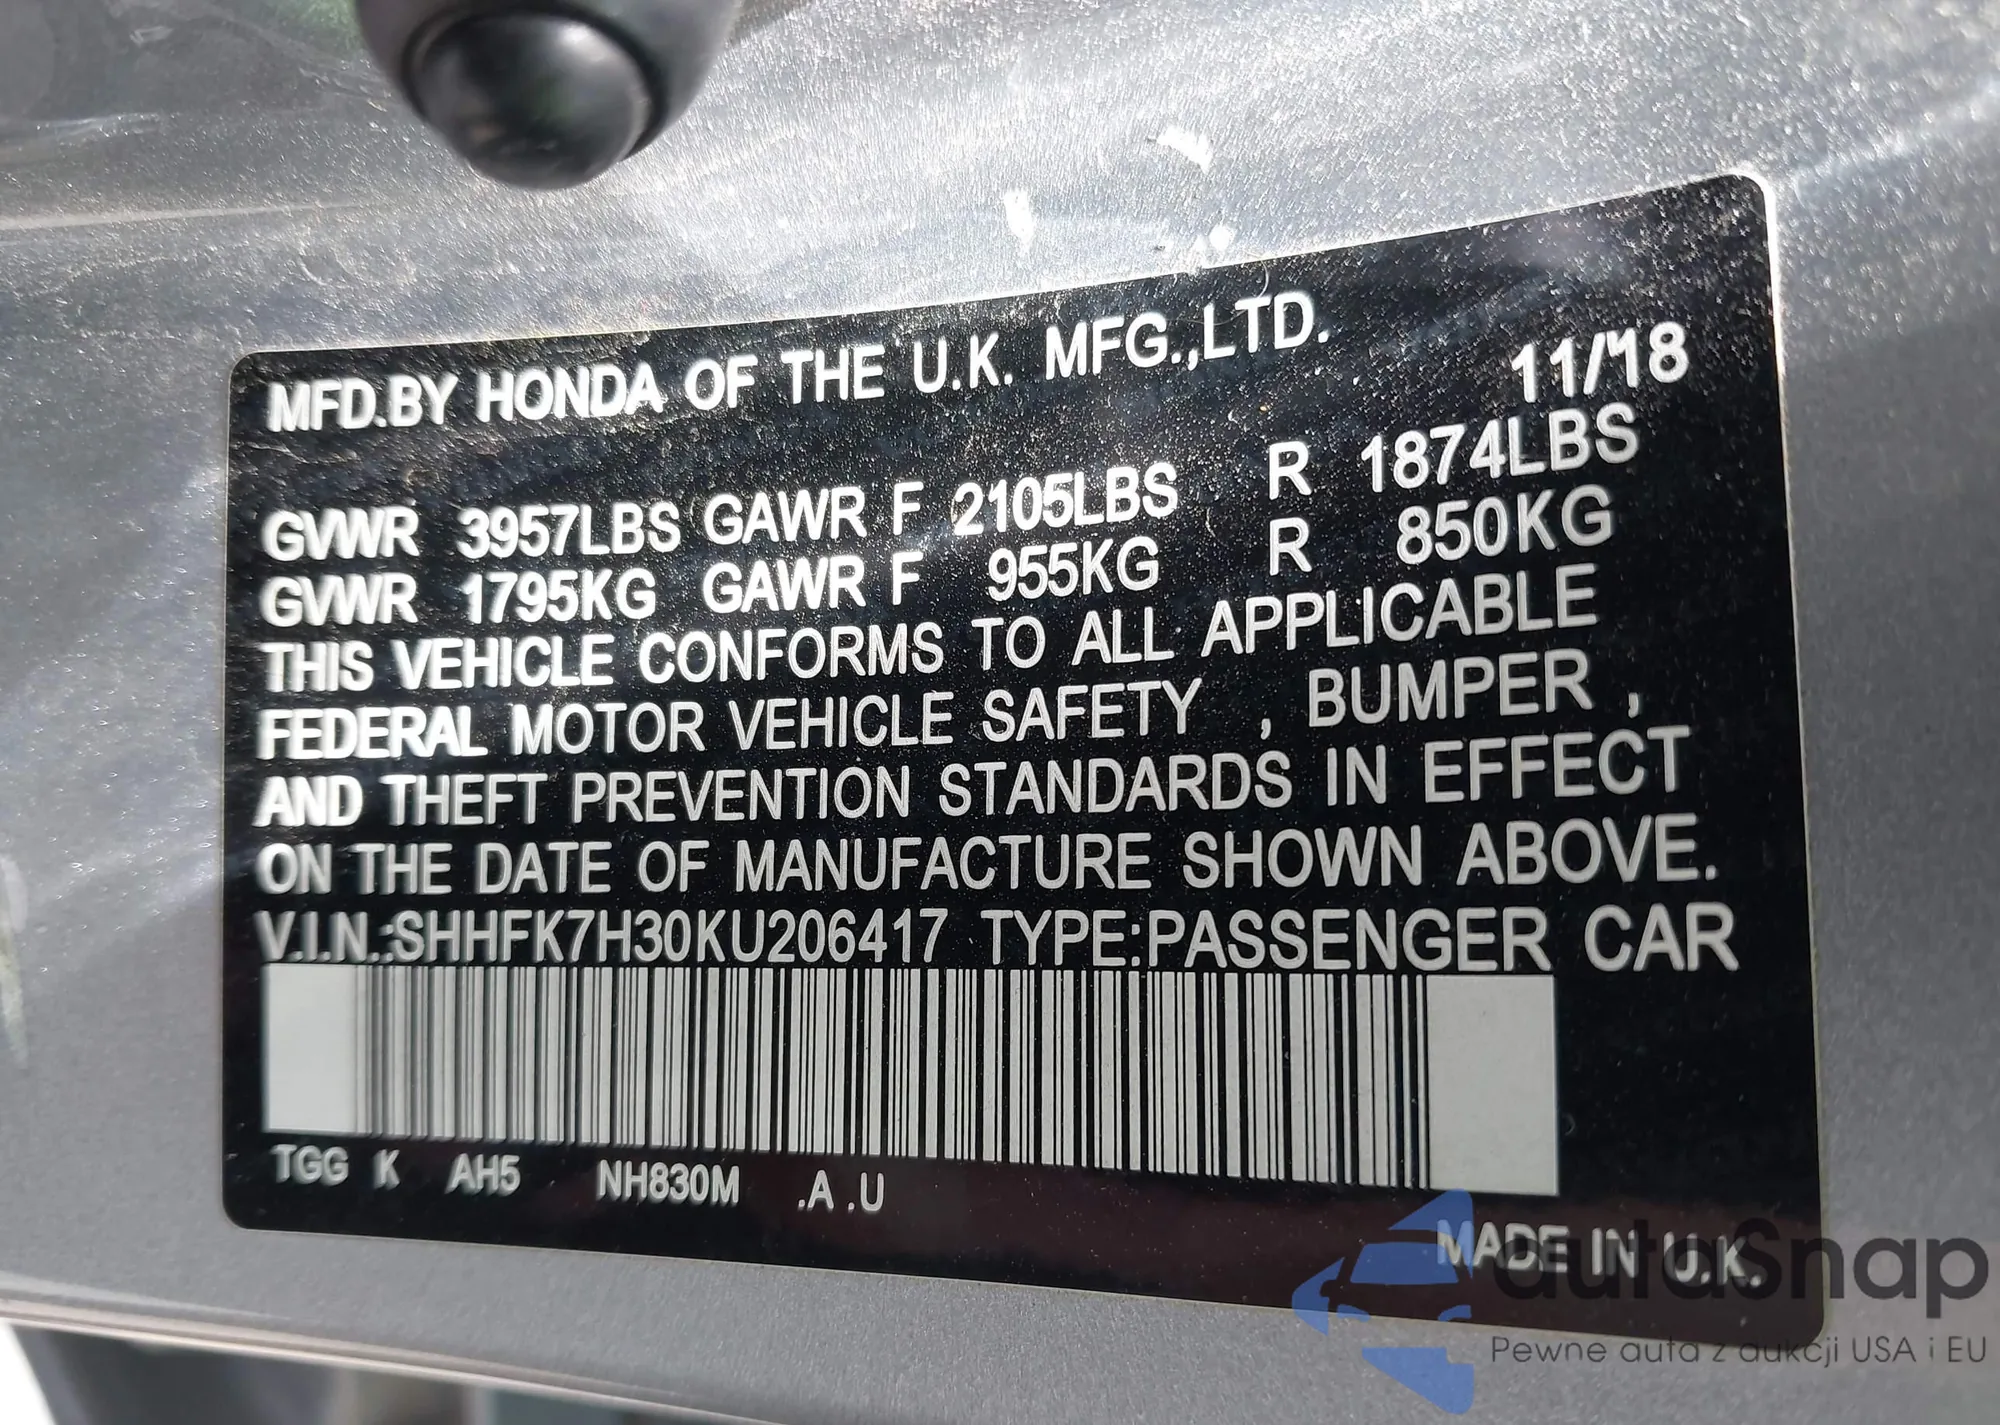 MFD.BY HONDA OF THE U.K. MFG.,LTD.
11/'18
GVWR 3957LBS GAWR F 2105LBS R 1874LBS
GVWR 1795KG GAWR F 955KG R 850KG
THIS VEHICLE CONFORMS TO ALL APPLICABLE
FEDERAL MOTOR VEHICLE SAFETY , BUMPER ,
AND THEFT PREVENTION STANDARDS IN EFFECT
ON THE DATE OF MANUFACTURE SHOWN ABOVE.
V.I.N.:SHHFK7H30KU206417 TYPE:PASSENGER CAR
TGG K AH5 NH830M .A .U
MADE IN U.K.
autoSnap
Pewne auta z aukcji USA i EU